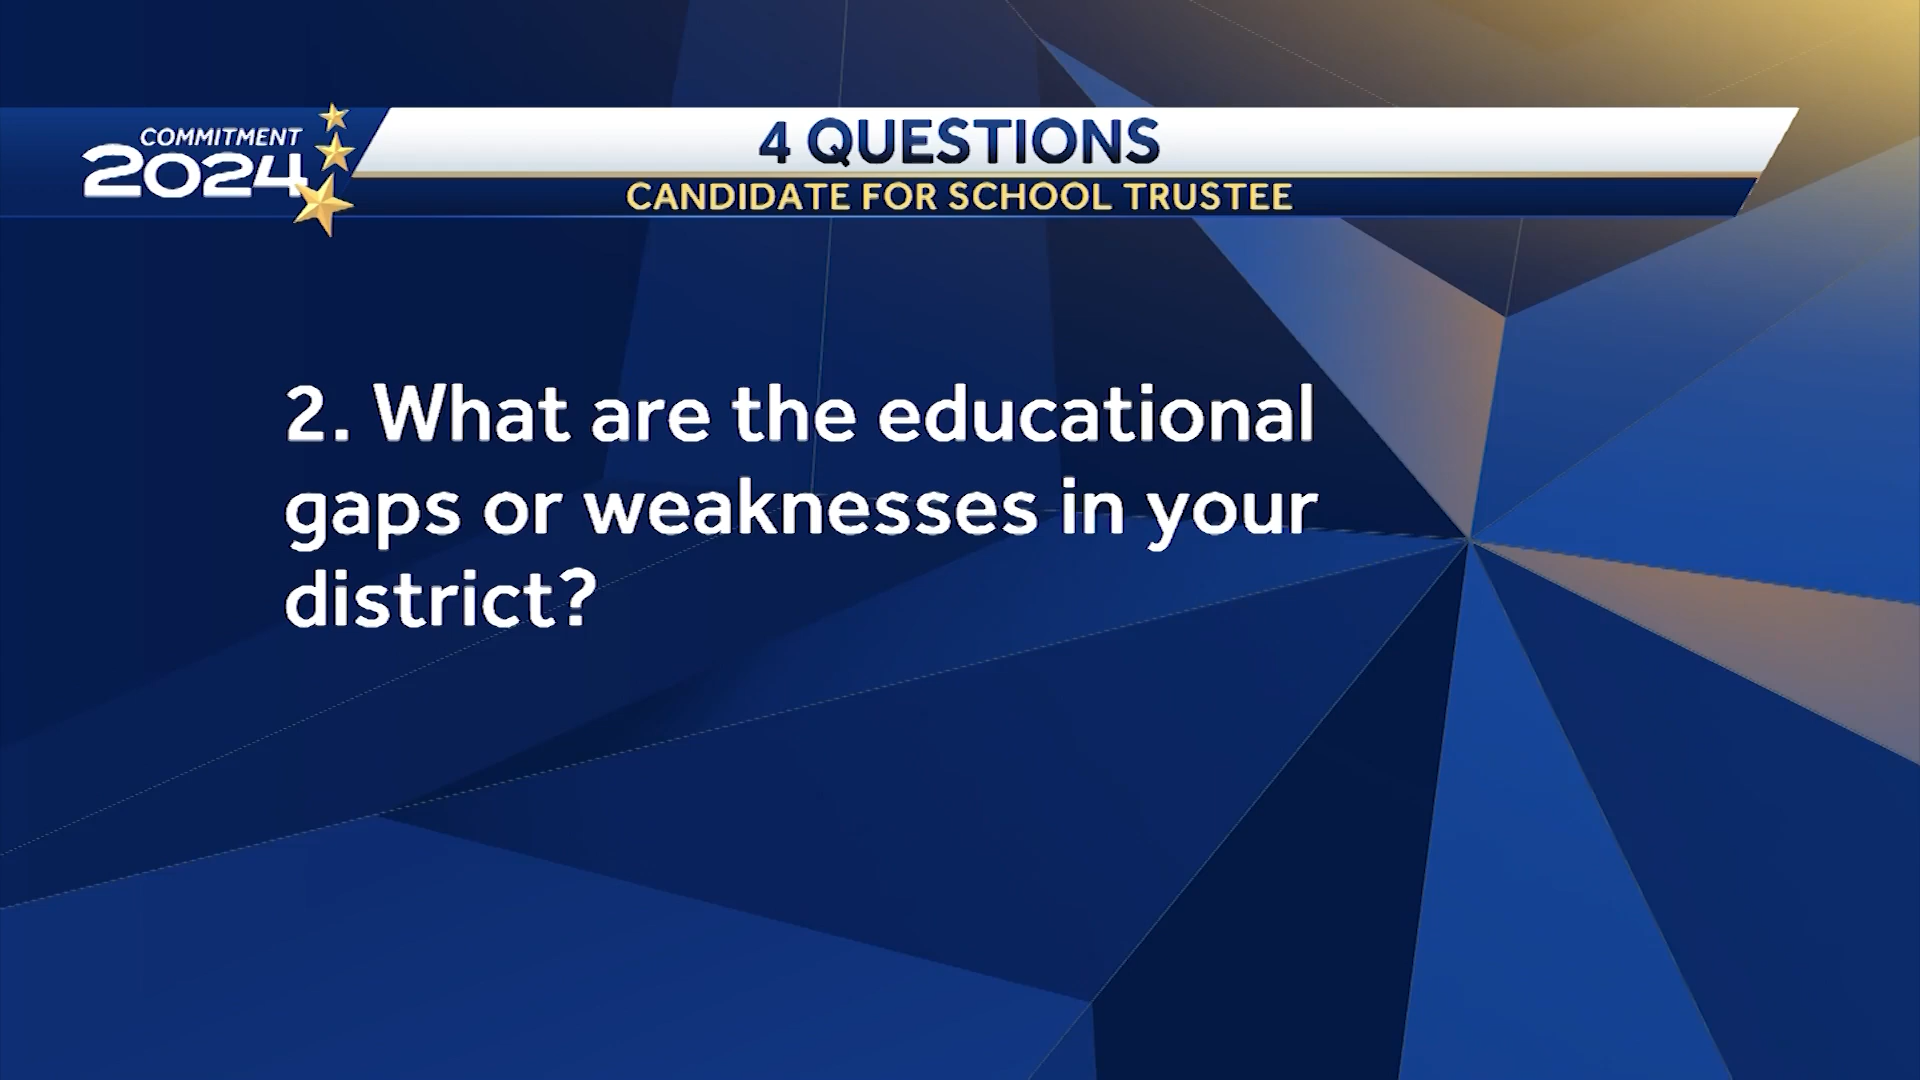 COMMITMENT
2024
4 QUESTIONS
CANDIDATE FOR SCHOOL TRUSTEE
2. What are the educational
gaps or weaknesses in your
district?